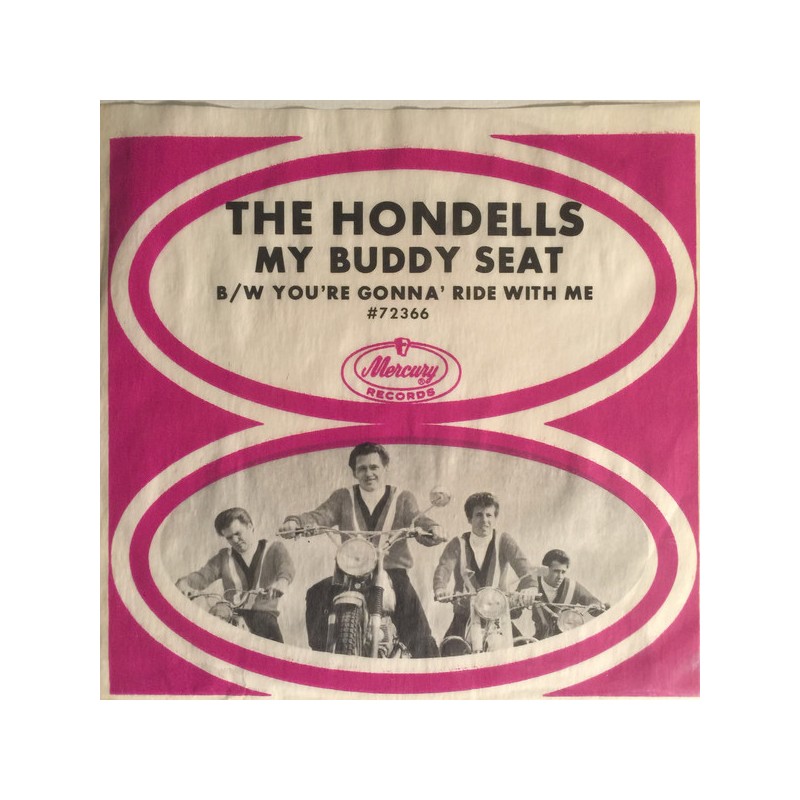 THE HONDELLS
MY BUDDY SEAT
B/W YOU'RE GONNA' RIDE WITH ME
#72366
Mercury ®
RECORDS